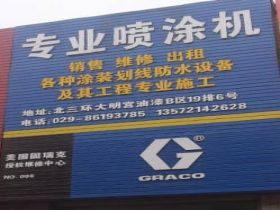 专业喷涂机
销售 维修 出租
各种涂装划线防水设备
及其工程专业施工
地址:北三环大明宫油漆B区19排6号
电话:029-86193785 13572142628
美国固瑞克
授权维修中心
NO.086
GRACO